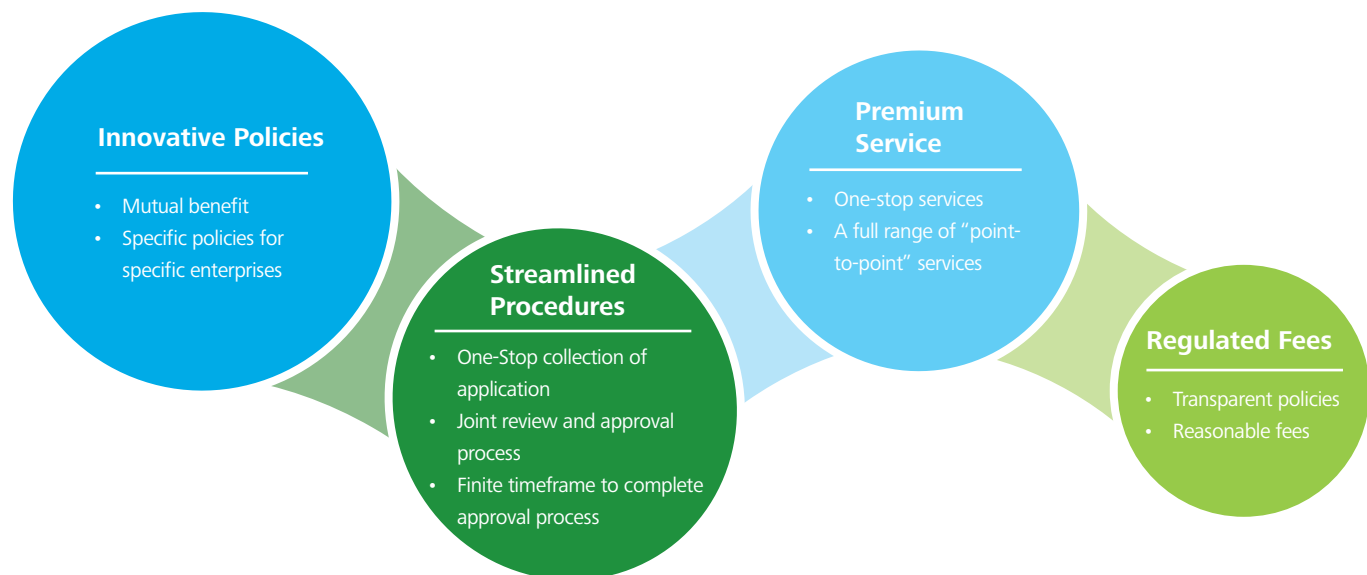 Innovative Policies
• Mutual benefit
• Specific policies for
specific enterprises
Streamlined
Procedures
• One-Stop collection of
application
• Joint review and approval
process
• Finite timeframe to complete
approval process
Premium
Service
• One-stop services
• A full range of “point-
to-point” services
Regulated Fees
• Transparent policies
• Reasonable fees